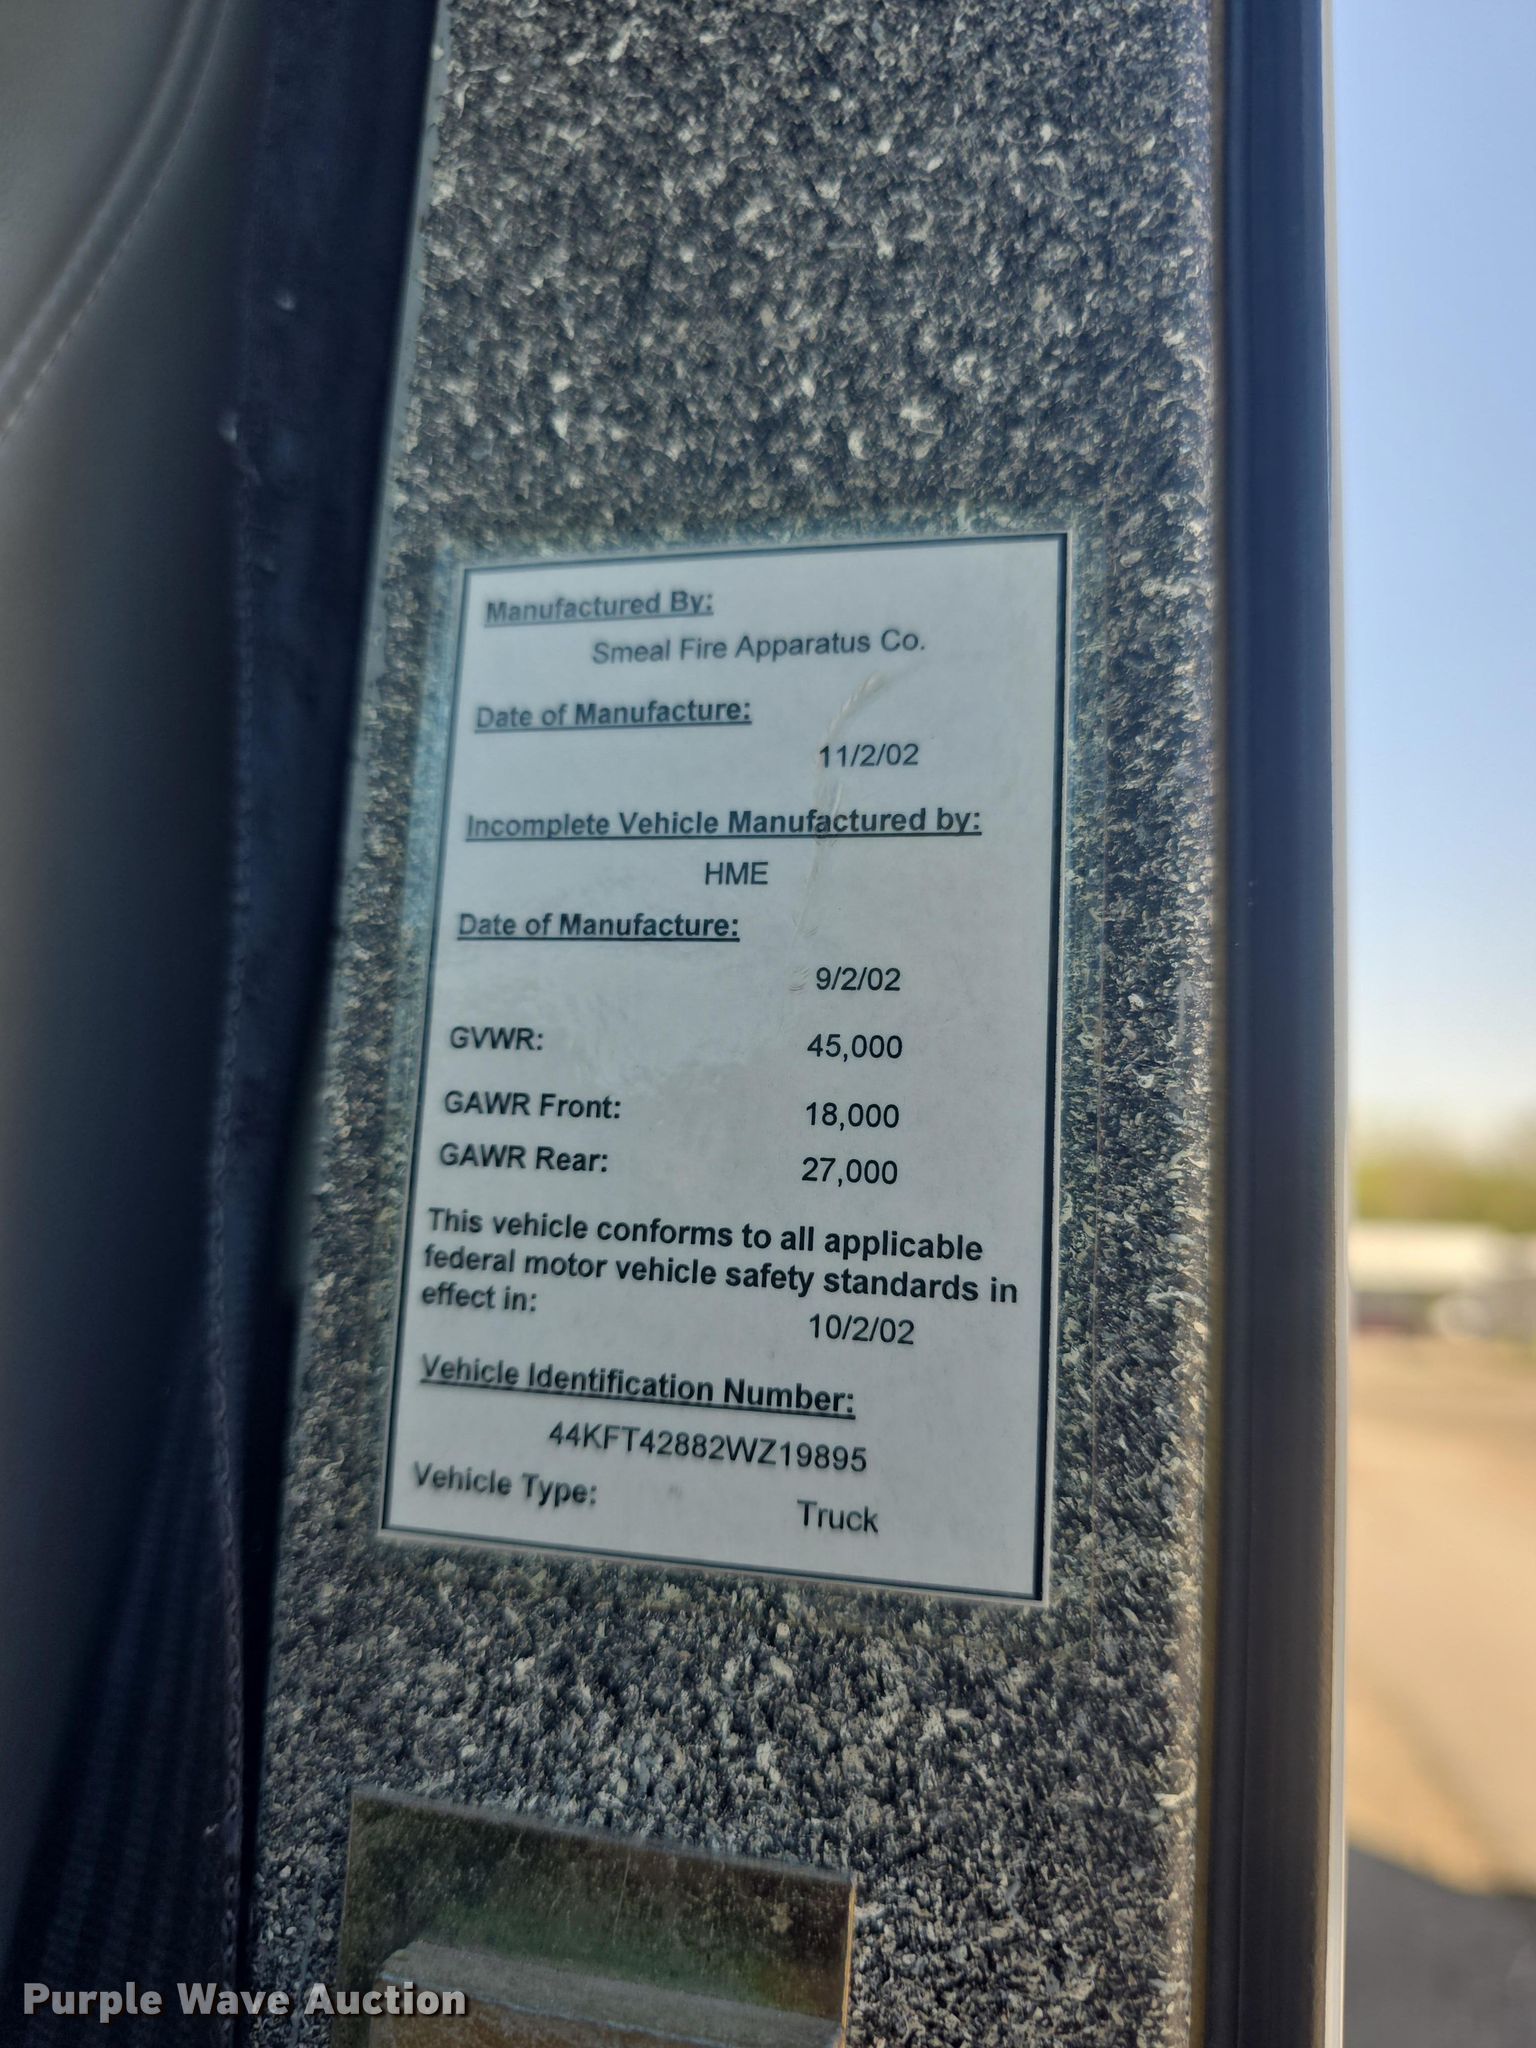 Manufactured By:
Smeal Fire Apparatus Co.
Date of Manufacture:
11/2/02
Incomplete Vehicle Manufactured by:
HME
Date of Manufacture:
9/2/02
GVWR: 45,000
GAWR Front: 18,000
GAWR Rear: 27,000
This vehicle conforms to all applicable
federal motor vehicle safety standards in
effect in:
10/2/02
Vehicle Identification Number:
44KFT42882WZ19895
Vehicle Type: Truck
Purple Wave Auction